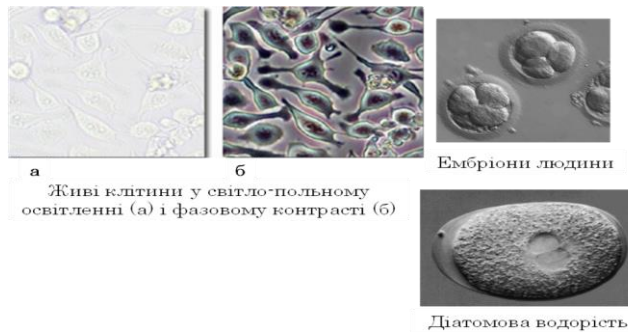 а
б
Живі клітини у світло-польному
освітленні (а) і фазовому контрасті (б)
Ембріони людини
Діатомова водорість